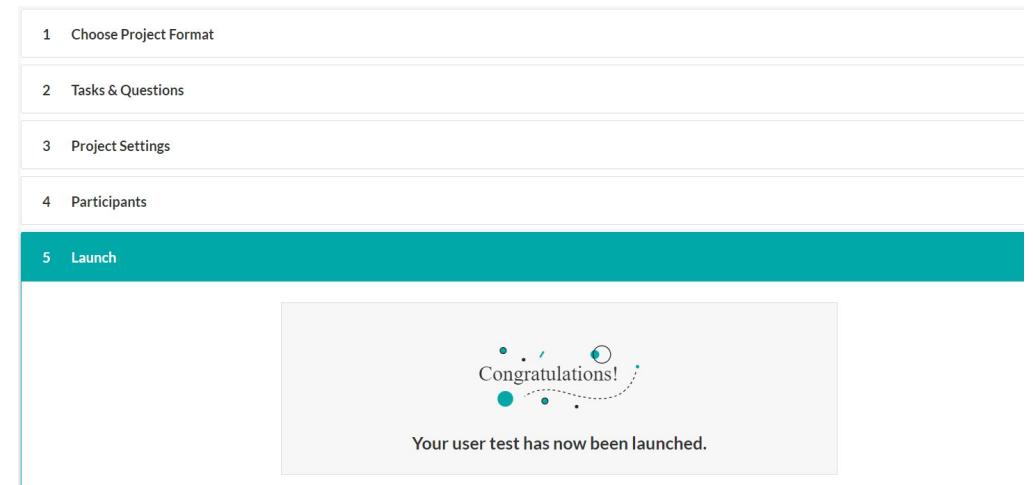 1 Choose Project Format
2 Tasks & Questions
3 Project Settings
4 Participants
5 Launch
Congratulations!
Your user test has now been launched.